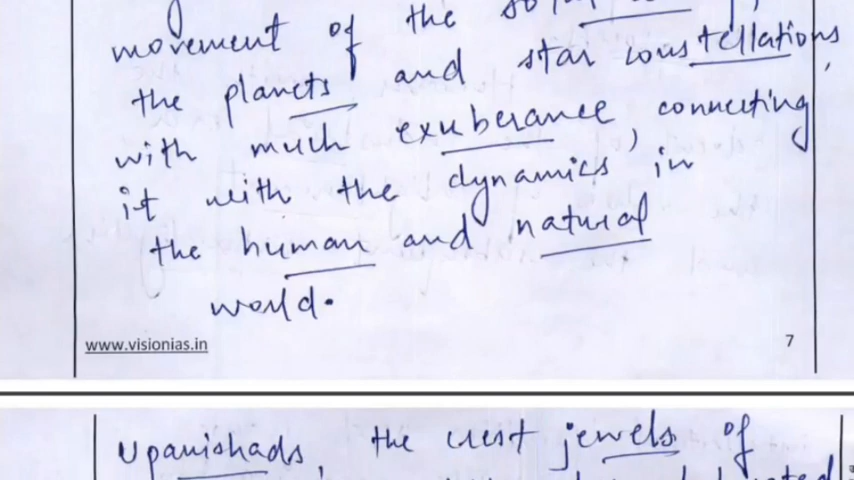 movement of the
the planets and star constellations,
with much exuberance, connecting
it with the dynamics in
the human and natural
world.
www.visionias.in 7
Upanishads, the crest jewels of